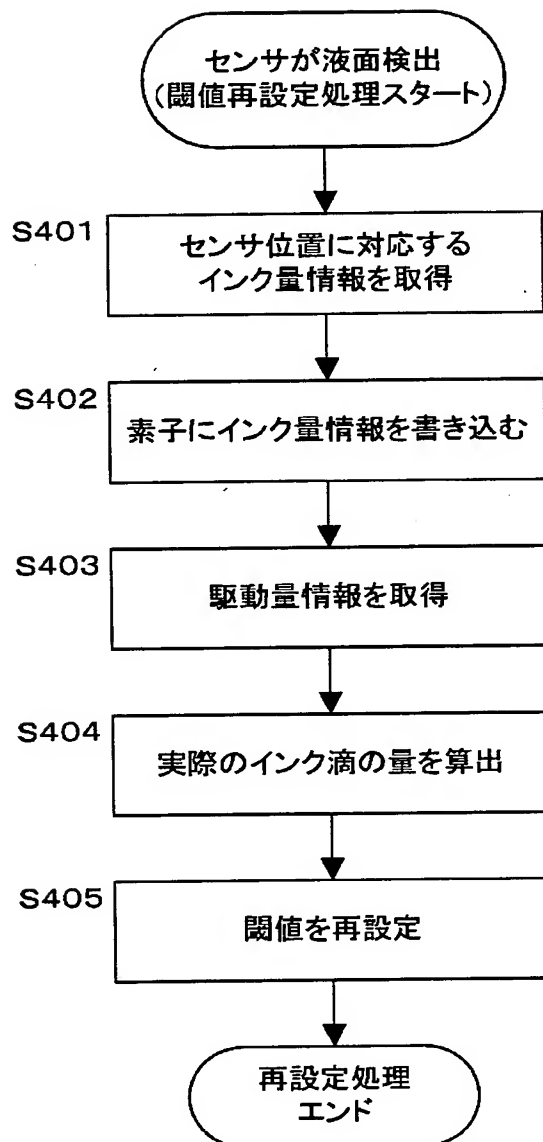 センサが液面検出
(閾値再設定処理スタート)
S401
センサ位置に対応する
インク量情報を取得
S402
素子にインク量情報を書き込む
S403
駆動量情報を取得
S404
実際のインク滴の量を算出
S405
閾値を再設定
再設定処理
エンド